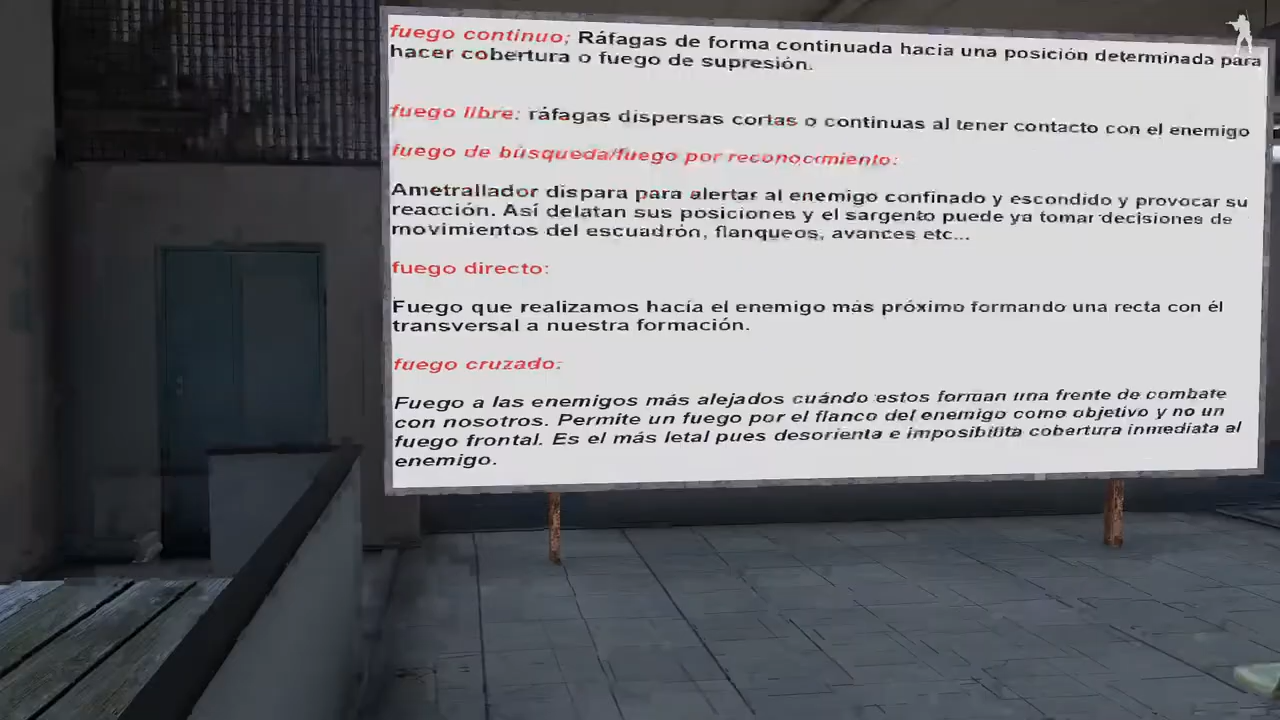 fuego continuo; Ráfagas de forma continuada hacia una posición determinada para
hacer cobertura o fuego de supresión.
fuego libre: ráfagas dispersas cortas o continuas al tener contacto con el enemigo
fuego de búsqueda/fuego por reconocimiento:
Ametrallador dispara para alertar al enemigo confinado y escondido y provocar su
reacción. Así delatan sus posiciones y el sargento puede ya tomar decisiones de
movimientos del escuadrón, flanqueos, avances etc...
fuego directo:
Fuego que realizamos hacía el enemigo más próximo formando una recta con él
transversal a nuestra formación.
fuego cruzado:
Fuego a las enemigos más alejados cuándo estos forman una frente de combate
con nosotros. Permite un fuego por el flanco del enemigo como objetivo y no un
fuego frontal. Es el más letal pues desorienta e imposibilita cobertura inmediata al
enemigo.